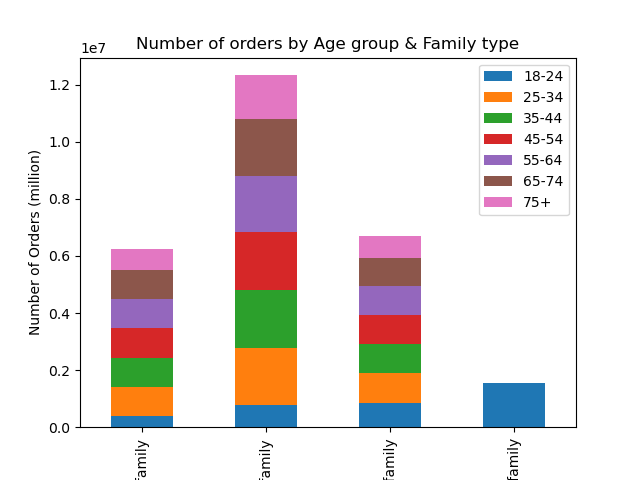 Number of orders by Age group & Family type
1e7
1.2
1.0
0.8
0.6
0.4
0.2
0.0
Number of Orders (million)
18-24
25-34
35-44
45-54
55-64
65-74
75+
family
family
family
family